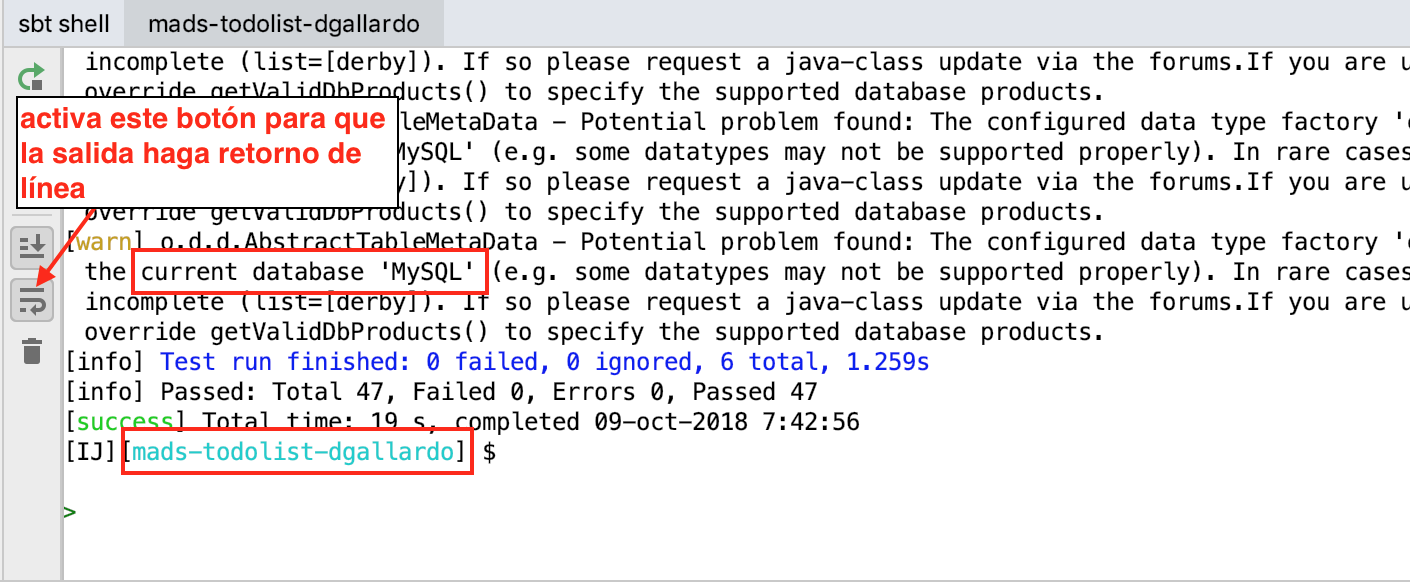 sbt shell mads-todolist-dgallardo
incomplete (list=[derby]). If so please request a java-class update via the forums.If you are u
override getValidDbProducts() to specify the supported database products.
activa este botón para que
la salida haga retorno de
línea
leMetaData - Potential problem found: The configured data type factory '
MySQL' (e.g. some datatypes may not be supported properly). In rare cases
]). If so please request a java-class update via the forums.If you are u
override getValidDbProducts() to specify the supported database products.
[warn] o.d.d.AbstractTableMetaData - Potential problem found: The configured data type factory '
the current database 'MySQL' (e.g. some datatypes may not be supported properly). In rare cases
incomplete (list=[derby]). If so please request a java-class update via the forums.If you are u
override getValidDbProducts() to specify the supported database products.
[info] Test run finished: 0 failed, 0 ignored, 6 total, 1.259s
[info] Passed: Total 47, Failed 0, Errors 0, Passed 47
[success] Total time: 19 s, completed 09-oct-2018 7:42:56
[IJ][mads-todolist-dgallardo] $
>